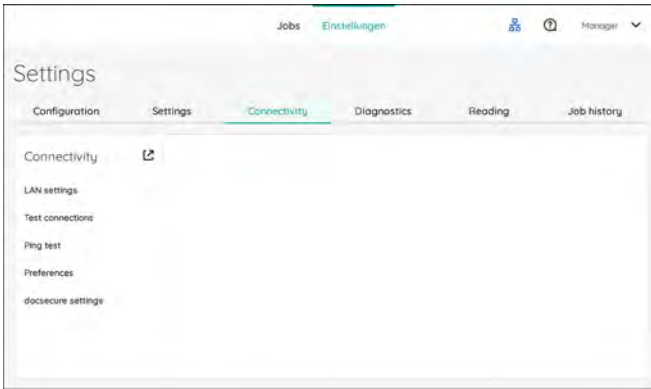 Jobs Einstellungen Manager
Settings
Configuration Settings Connectivity Diagnostics Reading Job history
Connectivity
LAN settings
Test connections
Ping test
Preferences
docsecure settings